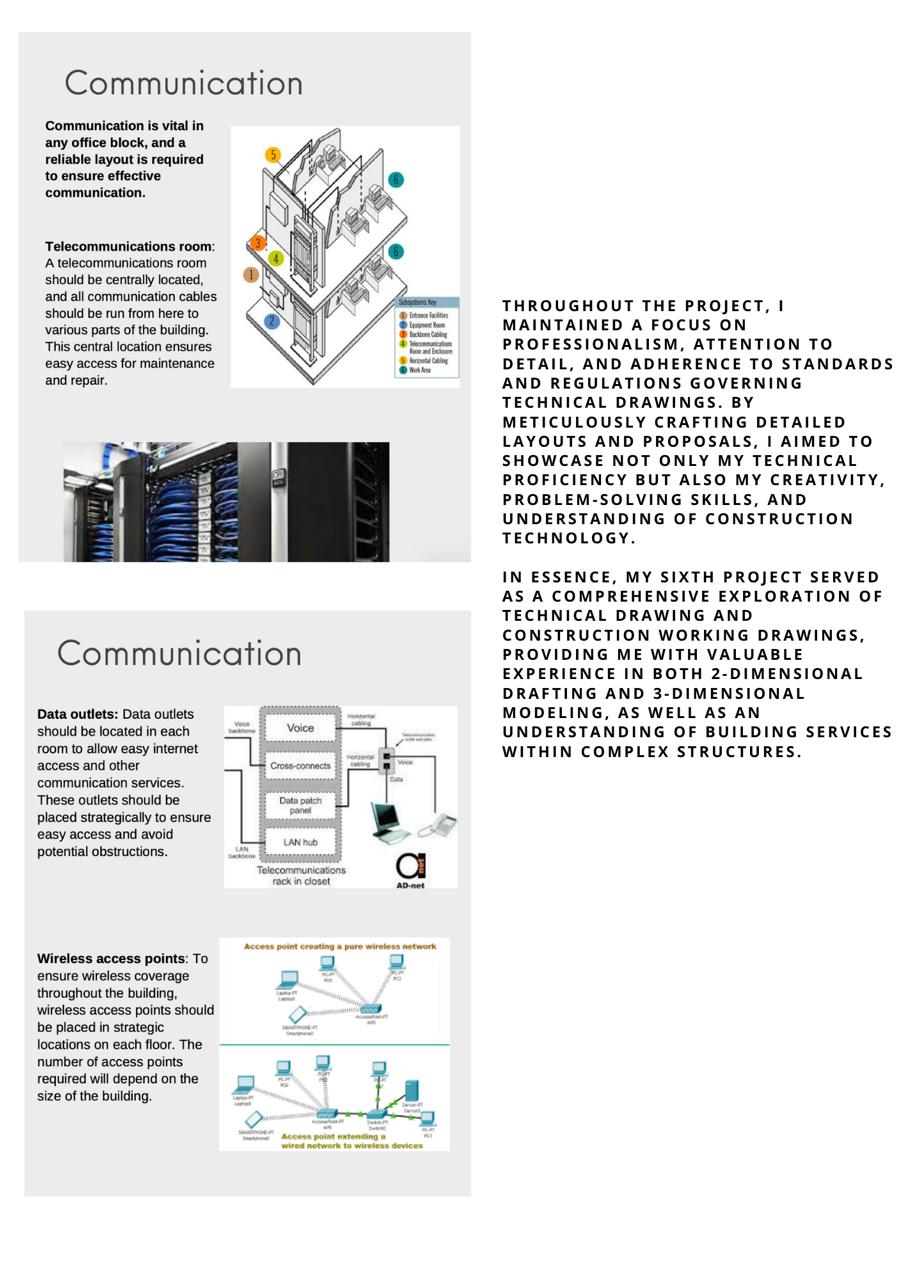 Communication
Communication is vital in
any office block, and a
reliable layout is required
to ensure effective
communication.
Telecommunications room:
A telecommunications room
should be centrally located,
and all communication cables
should be run from here to
various parts of the building.
This central location ensures
easy access for maintenance
and repair.
5
6
3
4
6
1
2
Subsystems Key
1 Entrance Facilities
2 Equipment Room
3 Backbone Cabling
4 Telecommunications
Room and Enclosure
5 Horizontal Cabling
6 Work Area
Communication
Data outlets: Data outlets
should be located in each
room to allow easy internet
access and other
communication services.
These outlets should be
placed strategically to ensure
easy access and avoid
potential obstructions.
Voice
backbone
Voice
Cross-connects
Data patch
panel
LAN hub
LAN
backbone
Horizontal
cabling
Horizontal
cabling
Telecommunication
outlet
Voice
Data
Telecommunications
rack in closet
AD-net
Wireless access points: To
ensure wireless coverage
throughout the building,
wireless access points should
be placed in strategic
locations on each floor. The
number of access points
required will depend on the
size of the building.
Access point creating a pure wireless network
PC-PT
PC0
PC-PT
PC2
Laptop-PT
Laptop0
AccessPoint-PT
AP0
SMARTPHONE-PT
Smartphone0
PC-PT
PC0
PC-PT
PC-PT
Laptop-PT
Laptop0
Server-PT
Server0
AccessPoint-PT
AP0
Switch-PT
Switch0
PC-PT
PC3
SMARTPHONE-PT
Smartphone0
Access point extending a
wired network to wireless devices
THROUGHOUT THE PROJECT, I
MAINTAINED A FOCUS ON
PROFESSIONALISM, ATTENTION TO
DETAIL, AND ADHERENCE TO STANDARDS
AND REGULATIONS GOVERNING
TECHNICAL DRAWINGS. BY
METICULOUSLY CRAFTING DETAILED
LAYOUTS AND PROPOSALS, I AIMED TO
SHOWCASE NOT ONLY MY TECHNICAL
PROFICIENCY BUT ALSO MY CREATIVITY,
PROBLEM-SOLVING SKILLS, AND
UNDERSTANDING OF CONSTRUCTION
TECHNOLOGY.
IN ESSENCE, MY SIXTH PROJECT SERVED
AS A COMPREHENSIVE EXPLORATION OF
TECHNICAL DRAWING AND
CONSTRUCTION WORKING DRAWINGS,
PROVIDING ME WITH VALUABLE
EXPERIENCE IN BOTH 2-DIMENSIONAL
DRAFTING AND 3-DIMENSIONAL
MODELING, AS WELL AS AN
UNDERSTANDING OF BUILDING SERVICES
WITHIN COMPLEX STRUCTURES.